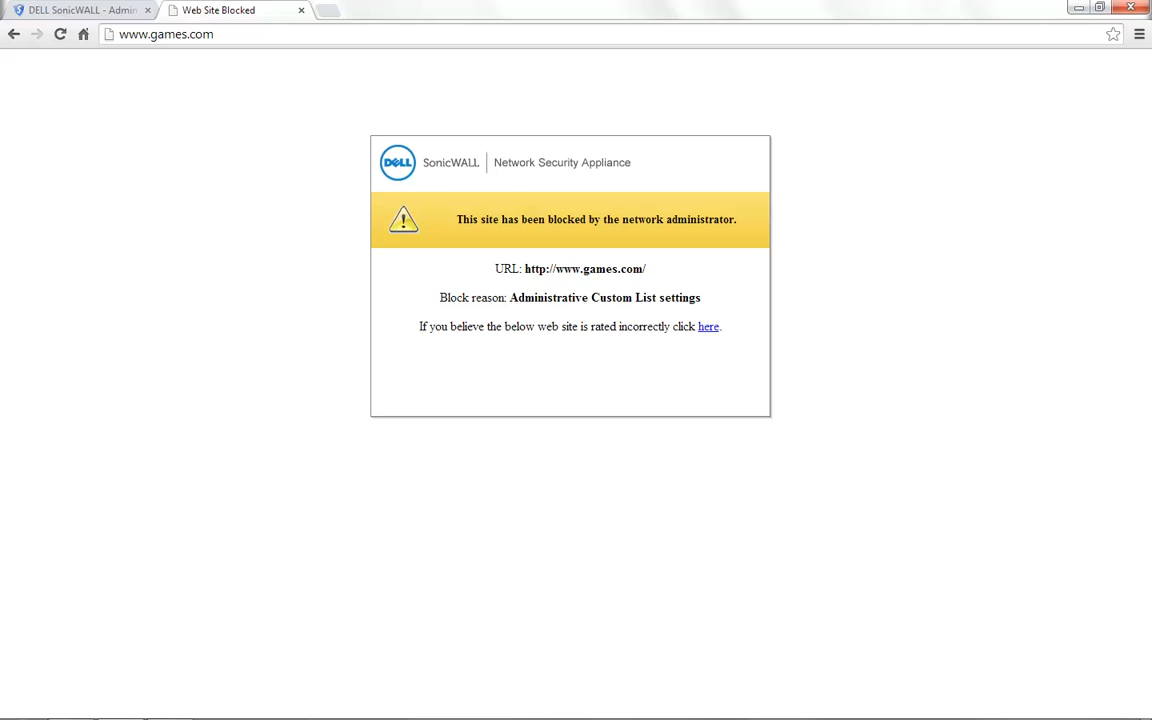 DELL SonicWALL - Admin
Web Site Blocked
www.games.com
DELL SonicWALL | Network Security Appliance
This site has been blocked by the network administrator.
URL: http://www.games.com/
Block reason: Administrative Custom List settings
If you believe the below web site is rated incorrectly click here.